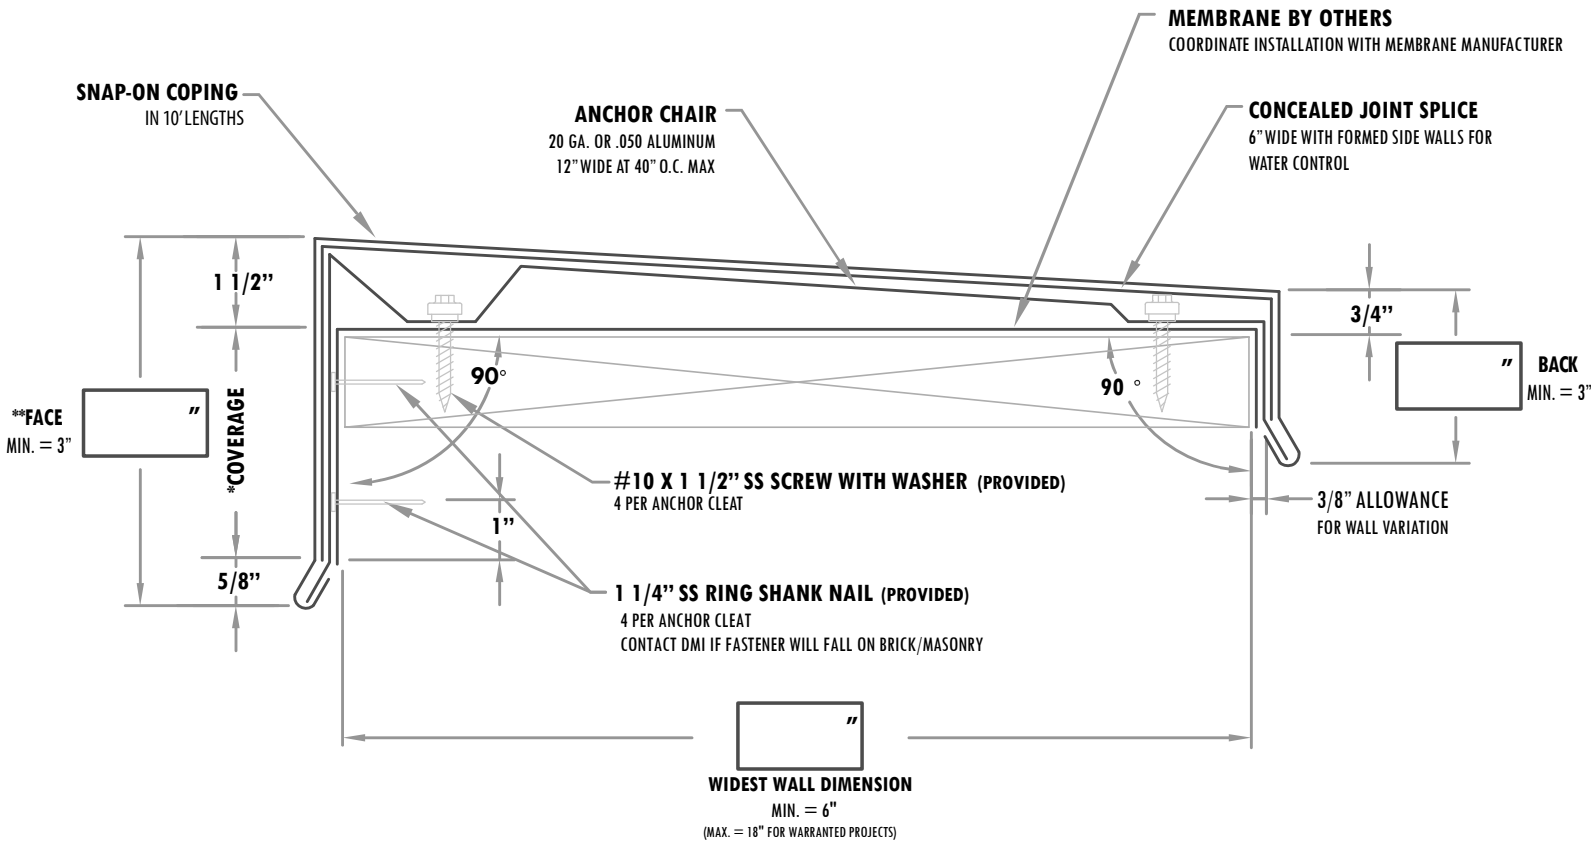 MEMBRANE BY OTHERS
COORDINATE INSTALLATION WITH MEMBRANE MANUFACTURER
SNAP-ON COPING
IN 10' LENGTHS
ANCHOR CHAIR
20 GA. OR .050 ALUMINUM
12" WIDE AT 40" O.C. MAX
CONCEALED JOINT SPLICE
6" WIDE WITH FORMED SIDE WALLS FOR
WATER CONTROL
1 1/2"
3/4"
"
BACK
MIN. = 3"
90°
90 °
**FACE
MIN. = 3"
"
*COVERAGE
#10 X 1 1/2" SS SCREW WITH WASHER (PROVIDED)
4 PER ANCHOR CLEAT
1"
3/8" ALLOWANCE
FOR WALL VARIATION
5/8"
1 1/4" SS RING SHANK NAIL (PROVIDED)
4 PER ANCHOR CLEAT
CONTACT DMI IF FASTENER WILL FALL ON BRICK/MASONRY
"
WIDEST WALL DIMENSION
MIN. = 6"
(MAX. = 18" FOR WARRANTED PROJECTS)